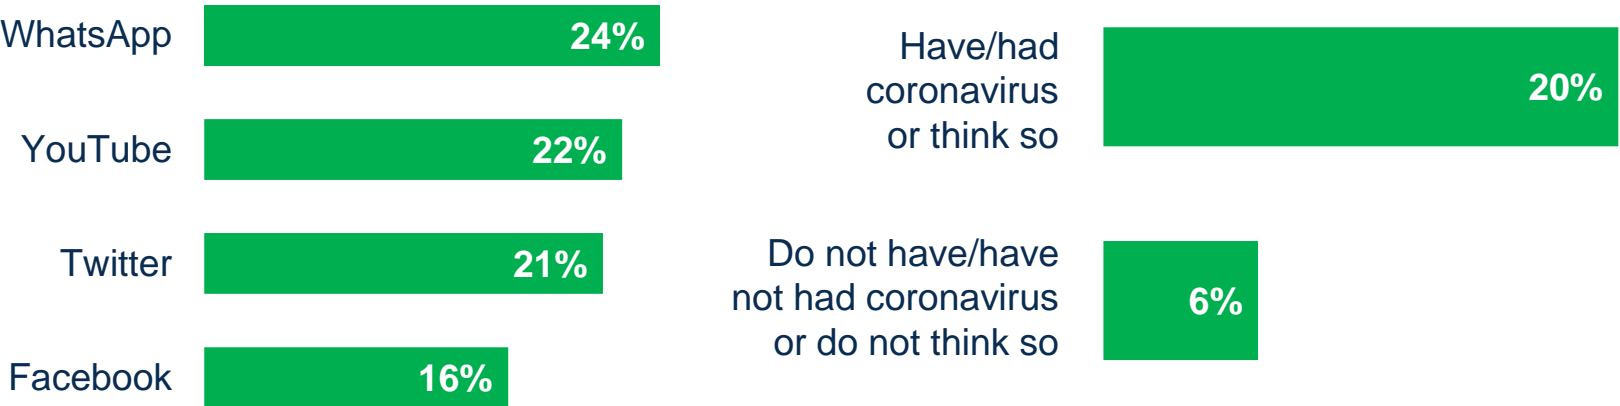 WhatsApp 24%
YouTube 22%
Twitter 21%
Facebook 16%
Have/had
coronavirus
or think so
20%
Do not have/have
not had coronavirus
or do not think so
6%